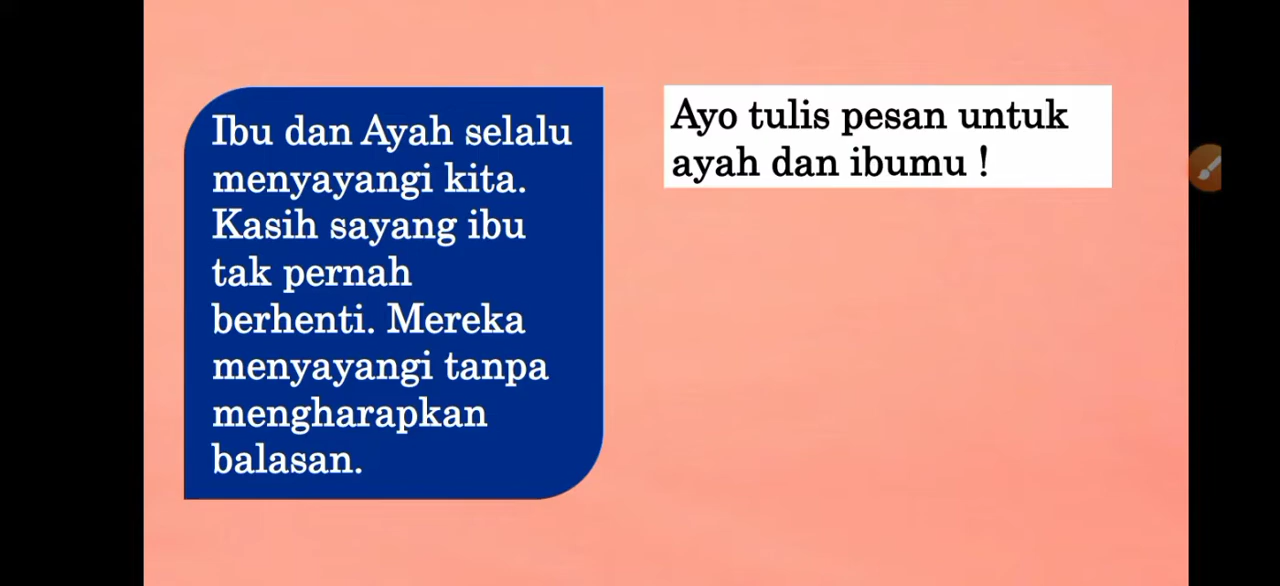 Ibu dan Ayah selalu
menyayangi kita.
Kasih sayang ibu
tak pernah
berhenti. Mereka
menyayangi tanpa
mengharapkan
balasan.
Ayo tulis pesan untuk
ayah dan ibumu !